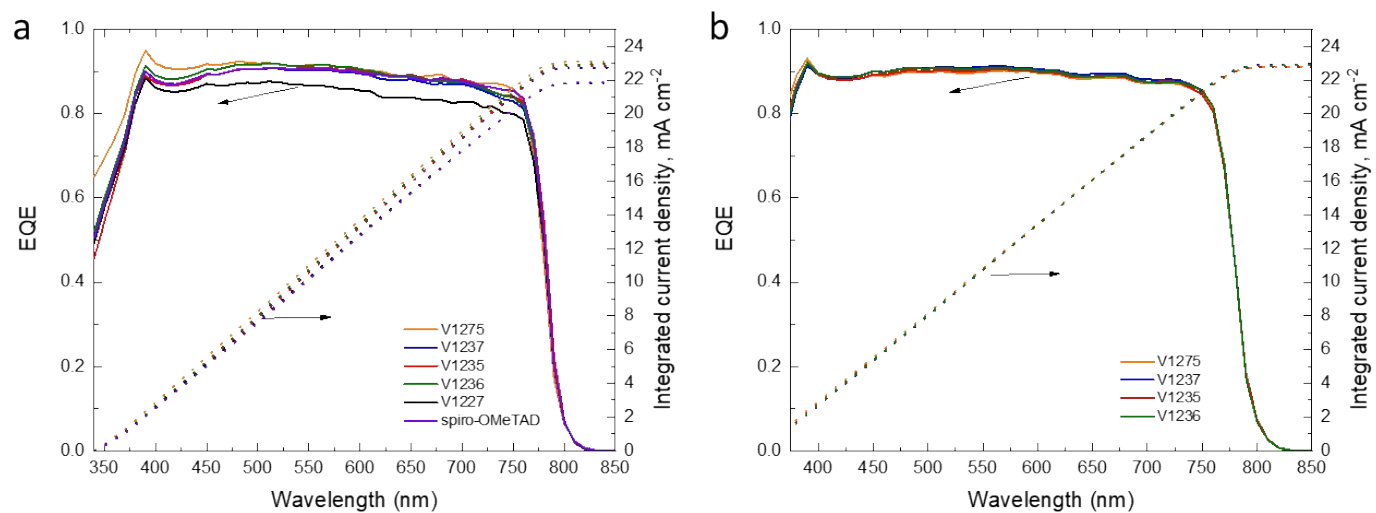 a
1.0
0.8
0.6
0.4
0.2
0.0
EQE
350 400 450 500 550 600 650 700 750 800 850
Wavelength (nm)
24
22
20
18
16
14
12
10
8
6
4
2
0
Integrated current density, mA cm⁻²
V1275
V1237
V1235
V1236
V1227
spiro-OMeTAD
b
1.0
0.8
0.6
0.4
0.2
0.0
EQE
400 450 500 550 600 650 700 750 800 850
Wavelength (nm)
24
22
20
18
16
14
12
10
8
6
4
2
0
Integrated current density, mA cm⁻²
V1275
V1237
V1235
V1236